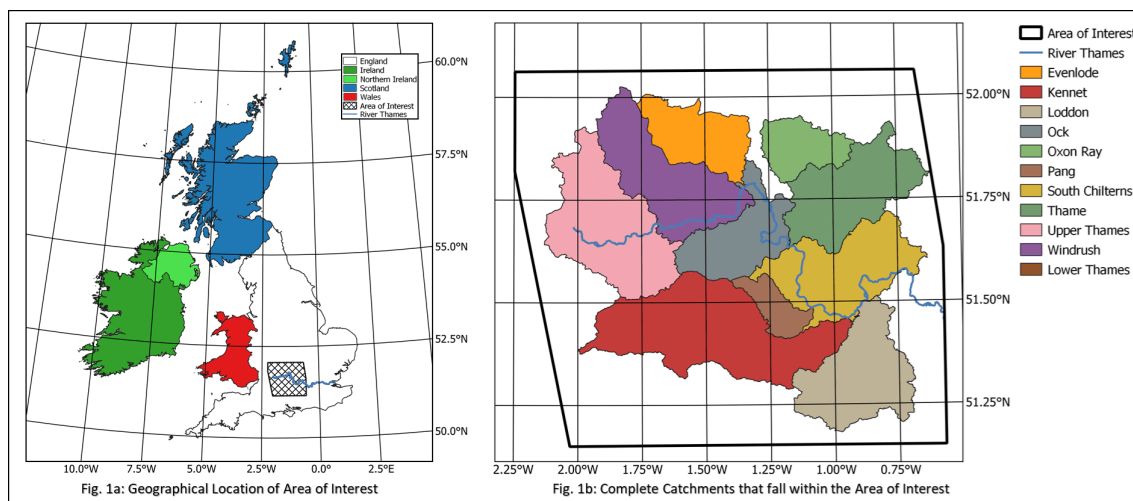 England
Ireland
Northern Ireland
Scotland
Wales
Area of Interest
River Thames
60.0°N
57.5°N
55.0°N
52.5°N
50.0°N
10.0°W
7.5°W
5.0°W
2.5°W
0.0°W
2.5°E
Fig. 1a: Geographical Location of Area of Interest
Area of Interest
River Thames
Evenlode
Kennet
Loddon
Ock
Oxon Ray
Pang
South Chilterns
Thame
Upper Thames
Windrush
Lower Thames
52.00°N
51.75°N
51.50°N
51.25°N
2.25°W
2.00°W
1.75°W
1.50°W
1.25°W
1.00°W
0.75°W
Fig. 1b: Complete Catchments that fall within the Area of Interest